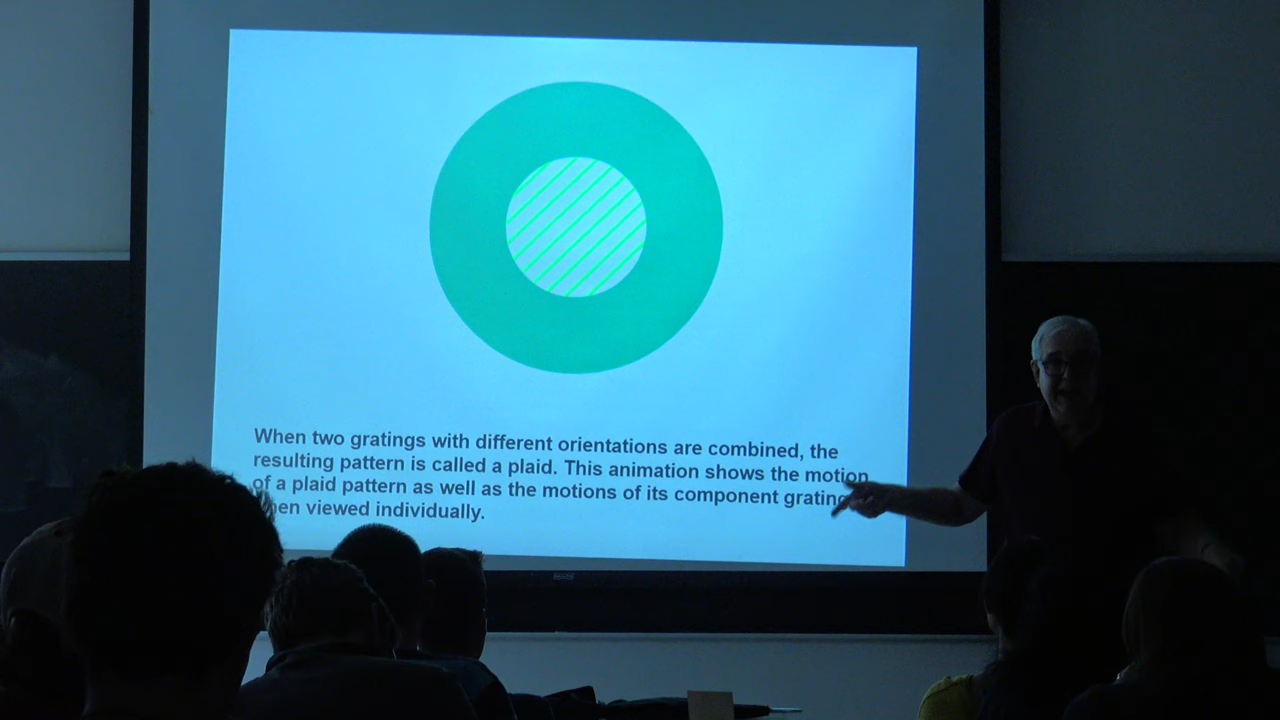 When two gratings with different orientations are combined, the
resulting pattern is called a plaid. This animation shows the motion
of a plaid pattern as well as the motions of its component
when viewed individually.